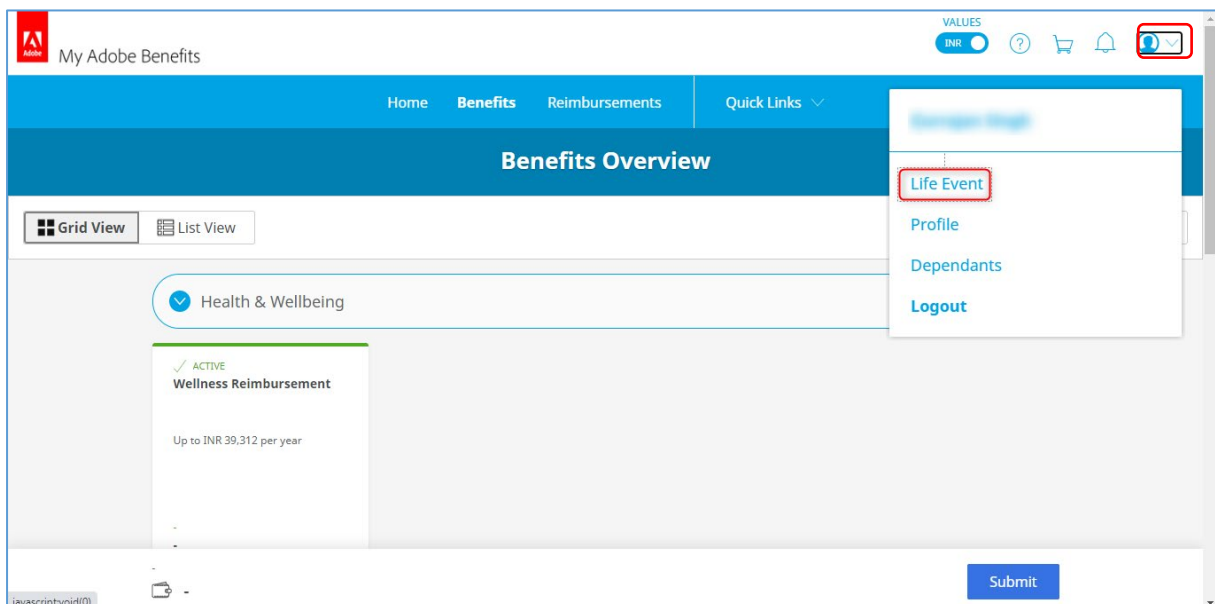 VALUES
INR
Adobe
My Adobe Benefits
Home Benefits Reimbursements Quick Links
Benefits Overview
Life Event
Grid View List View
Profile
Dependants
Health & Wellbeing
Logout
ACTIVE
Wellness Reimbursement
Up to INR 39,312 per year
-
-
-
-
Submit
javascript:void(0)